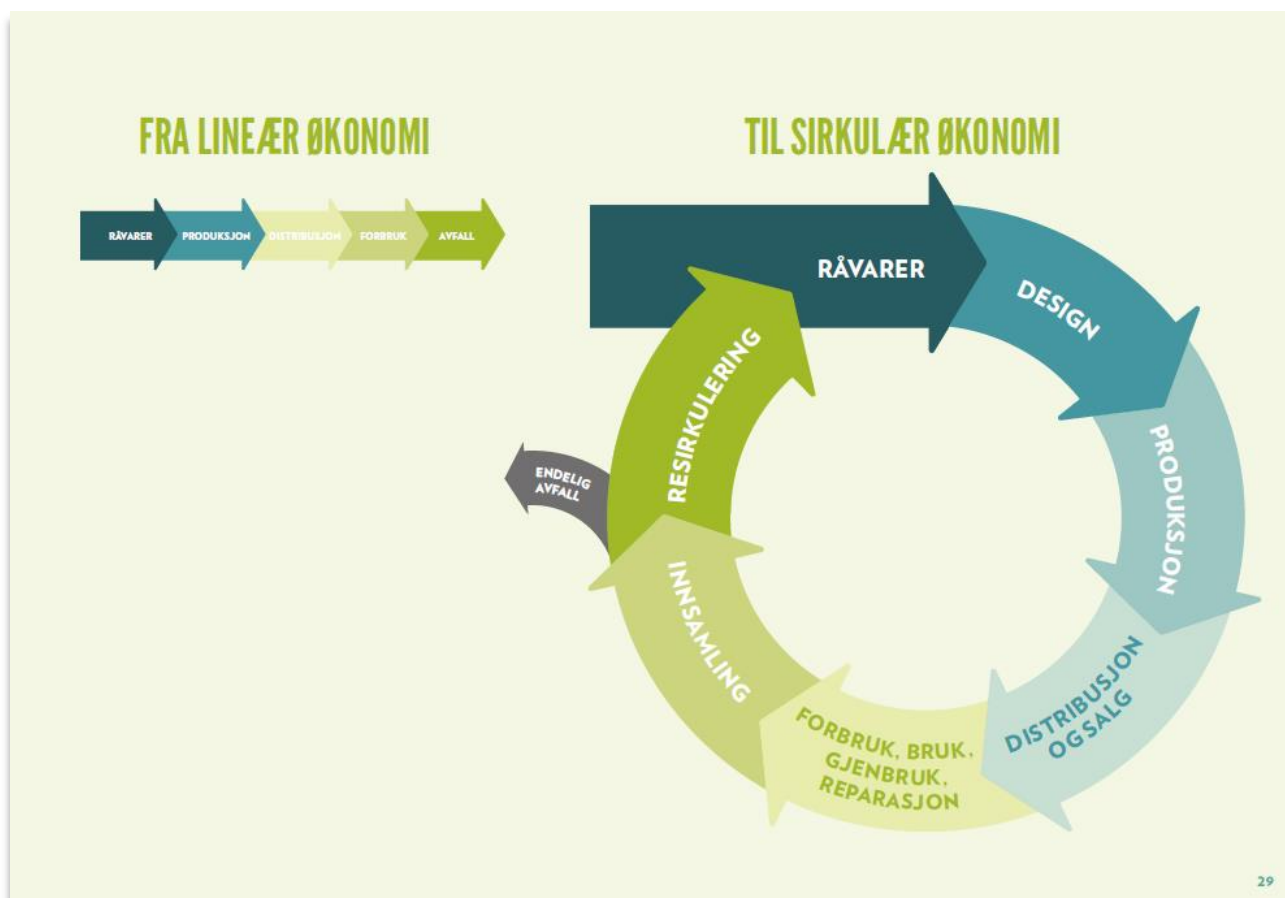 FRA LINEÆR ØKONOMI
RÅVARER
PRODUKSJON
DISTRIBUSJON
FORBRUK
AVFALL
TIL SIRKULÆR ØKONOMI
RÅVARER
DESIGN
PRODUKSJON
DISTRIBUSJON
OG SALG
FORBRUK, BRUK,
GJENBRUK,
REPARASJON
INNSAMLING
RESIRKULERING
ENDELIG
AVFALL
29